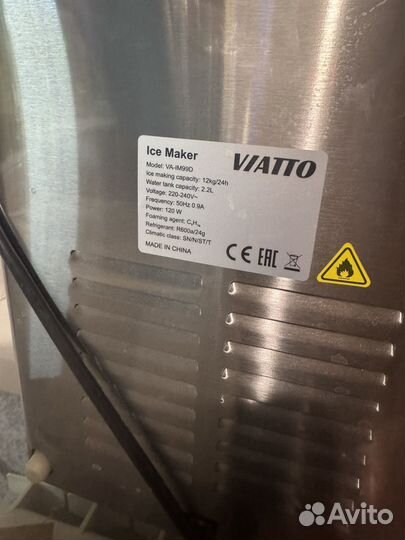 Ice Maker
VIATTO
Model: VA-IM99D
Ice making capacity: 12kg/24h
Water tank capacity: 2.2L
Voltage: 220-240V~
Frequency: 50Hz 0.9A
Power: 120 W
Foaming agent: C₅H₁₀
Refrigerant: R600a/24g
Climatic class: SN/N/ST/T
MADE IN CHINA
CE EAC
Avito